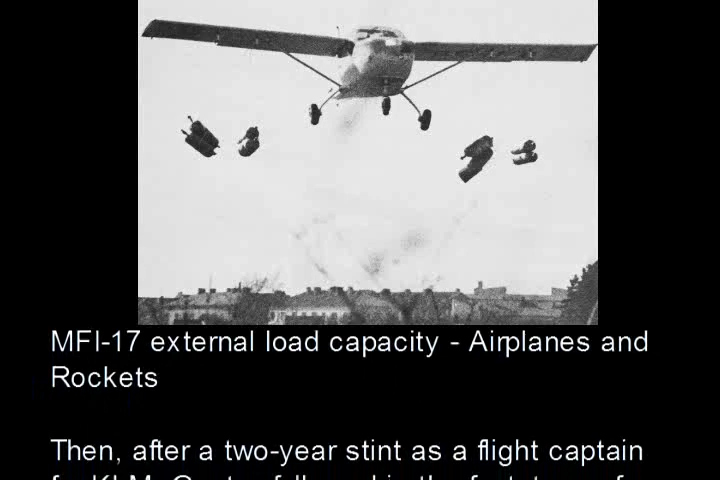 MFI-17 external load capacity - Airplanes and
Rockets
Then, after a two-year stint as a flight captain